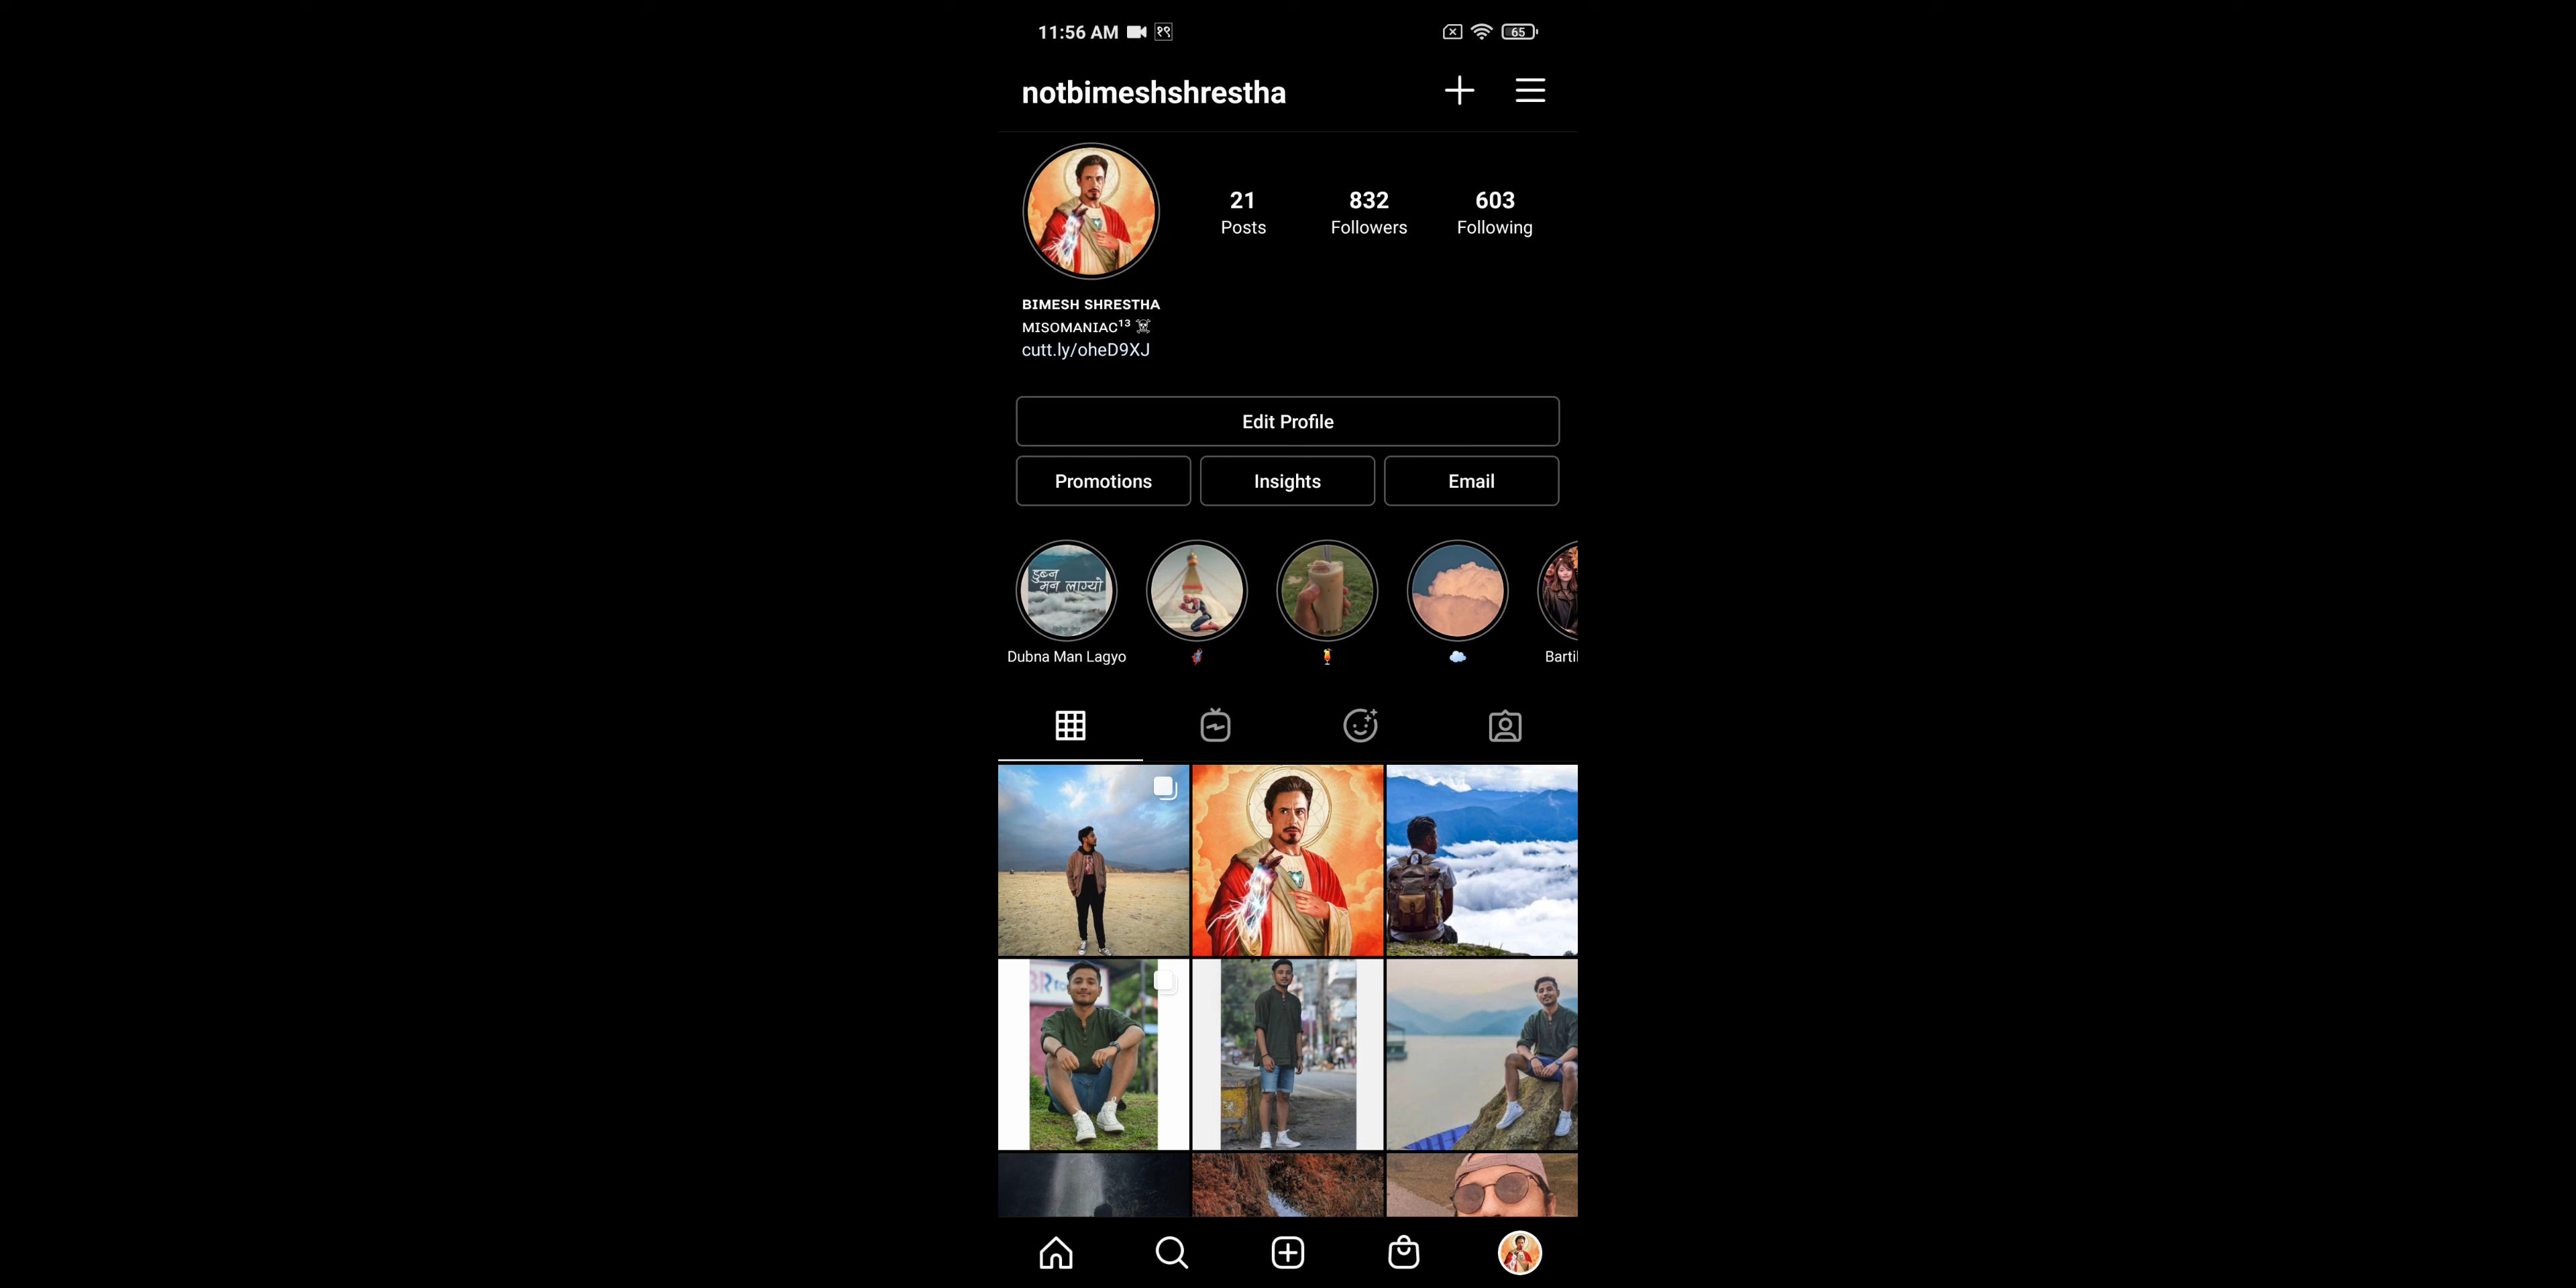 11:56 AM
65
notbimeshshrestha
21
Posts
832
Followers
603
Following
BIMESH SHRESTHA
MISOMANIAC¹³ ☠️
cutt.ly/oheD9XJ
Edit Profile
Promotions
Insights
Email
डुब्न
मन लाग्यो
Dubna Man Lagyo
Bartil